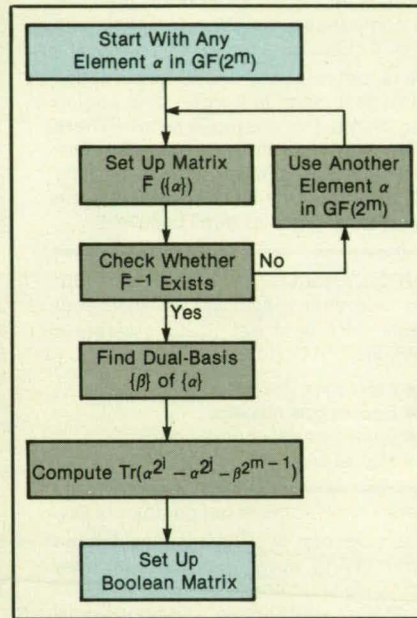 Start With Any
Element α in GF(2^m)
Set Up Matrix
F̄ ({α})
Use Another
Element α
in GF(2^m)
Check Whether
F̄⁻¹ Exists
No
Yes
Find Dual-Basis
{β} of {α}
Compute Tr(α^2^i − α^2^j − β^2^m−1)
Set Up
Boolean Matrix